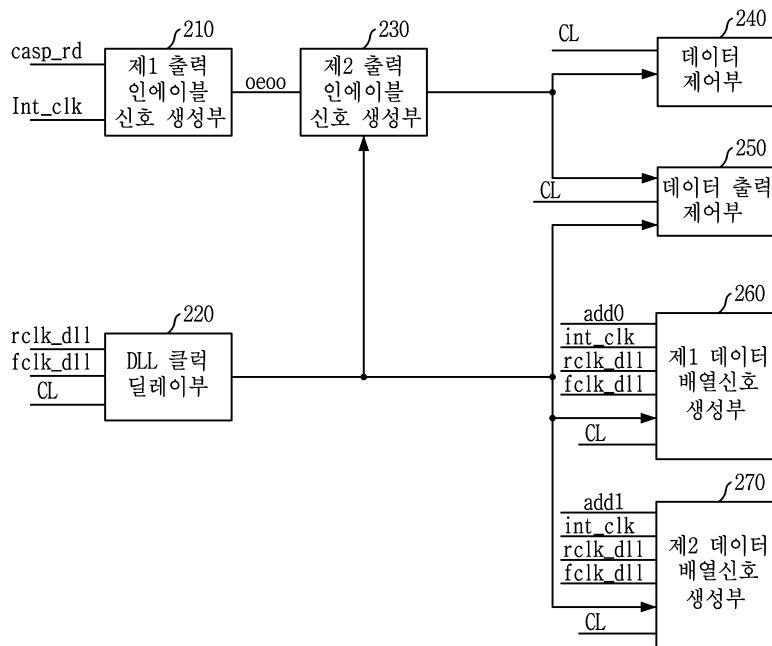 210
casp_rd
Int_clk
제1 출력
인에이블
신호 생성부
oeoo
230
제2 출력
인에이블
신호 생성부
240
CL
데이터
제어부
250
CL
데이터 출력
제어부
220
rclk_dll
fclk_dll
CL
DLL 클럭
딜레이부
260
add0
int_clk
rclk_dll
fclk_dll
CL
제1 데이터
배열신호
생성부
270
add1
int_clk
rclk_dll
fclk_dll
CL
제2 데이터
배열신호
생성부